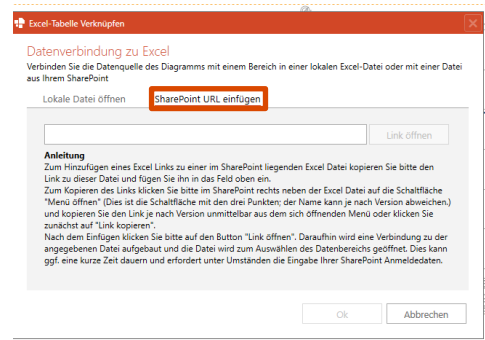 Excel-Tabelle Verknüpfen
Datenverbindung zu Excel
Verbinden Sie die Datenquelle des Diagramms mit einem Bereich in einer lokalen Excel-Datei oder mit einer Datei
aus Ihrem SharePoint
Lokale Datei öffnen SharePoint URL einfügen
Link öffnen
Anleitung
Zum Hinzufügen eines Excel Links zu einer im SharePoint liegenden Excel Datei kopieren Sie bitte den
Link zu dieser Datei und fügen Sie ihn in das Feld oben ein.
Zum Kopieren des Links klicken Sie bitte im SharePoint rechts neben der Excel Datei auf die Schaltfläche
"Menü öffnen" (Dies ist die Schaltfläche mit den drei Punkten; der Name kann je nach Version abweichen.)
und kopieren Sie den Link je nach Version unmittelbar aus dem sich öffnenden Menü oder klicken Sie
zunächst auf "Link kopieren".
Nach dem Einfügen klicken Sie bitte auf den Button "Link öffnen". Daraufhin wird eine Verbindung zu der
angegebenen Datei aufgebaut und die Datei wird zum Auswählen des Datenbereichs geöffnet. Dies kann
ggf. eine kurze Zeit dauern und erfordert unter Umständen die Eingabe Ihrer SharePoint Anmeldedaten.
Ok Abbrechen